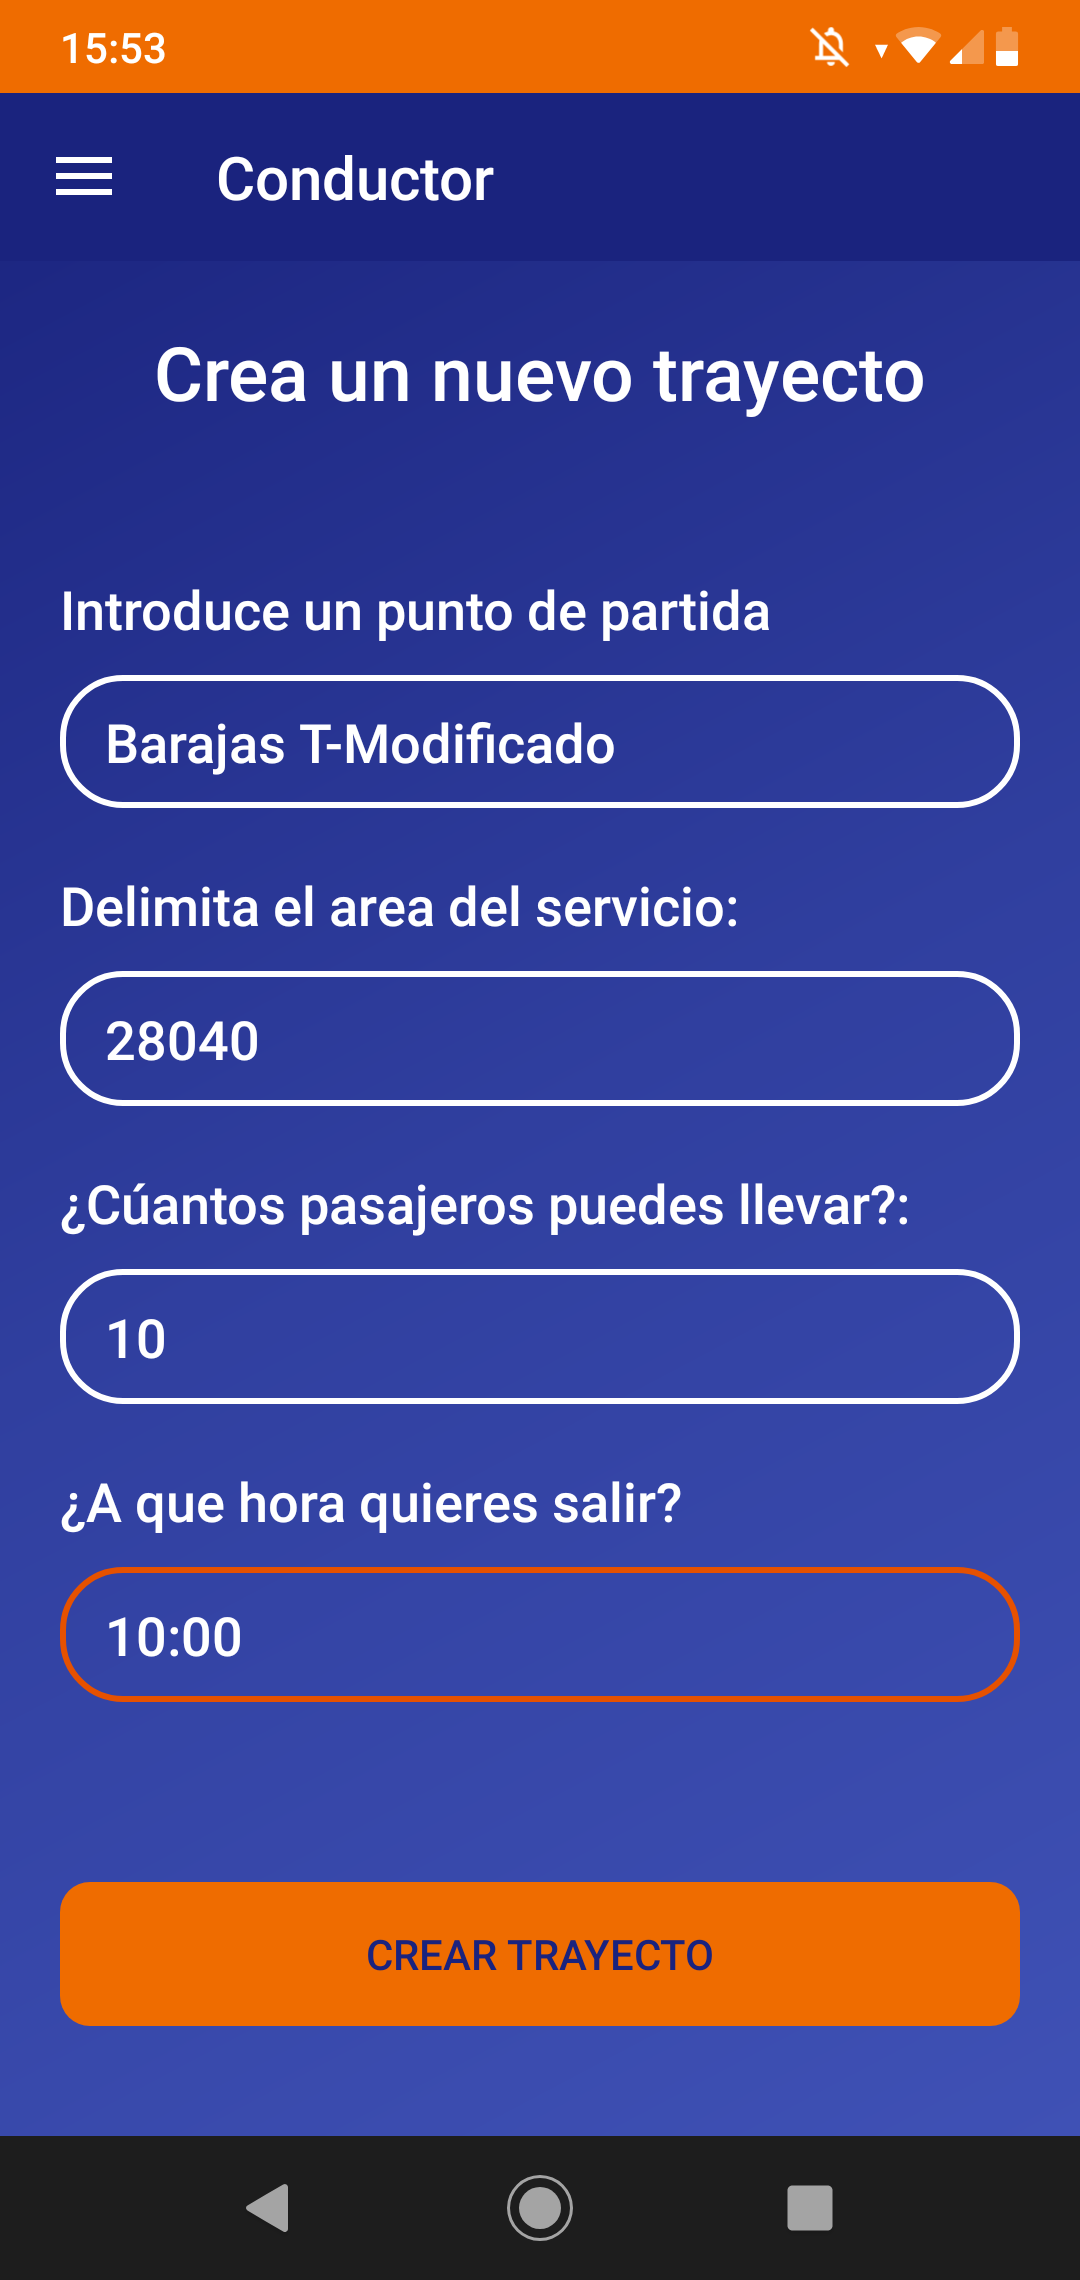 15:53
Conductor
Crea un nuevo trayecto
Introduce un punto de partida
Barajas T-Modificado
Delimita el area del servicio:
28040
¿Cúantos pasajeros puedes llevar?:
10
¿A que hora quieres salir?
10:00
CREAR TRAYECTO